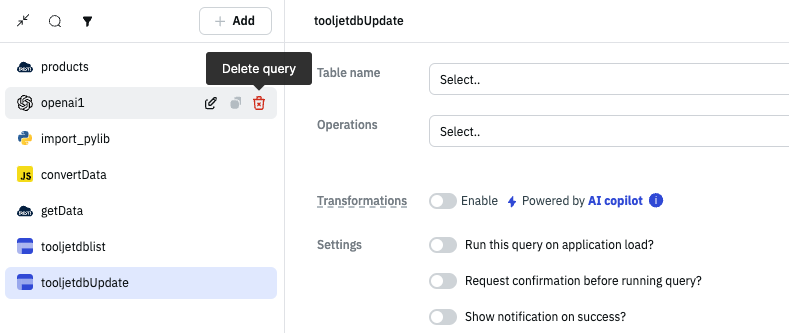 Add
tooljetdbUpdate
products
Delete query
Table name
Select..
openai1
import_pylib
Operations
Select..
JS convertData
getData
Transformations
Enable
Powered by AI copilot
i
tooljetdblist
Settings
Run this query on application load?
tooljetdbUpdate
Request confirmation before running query?
Show notification on success?